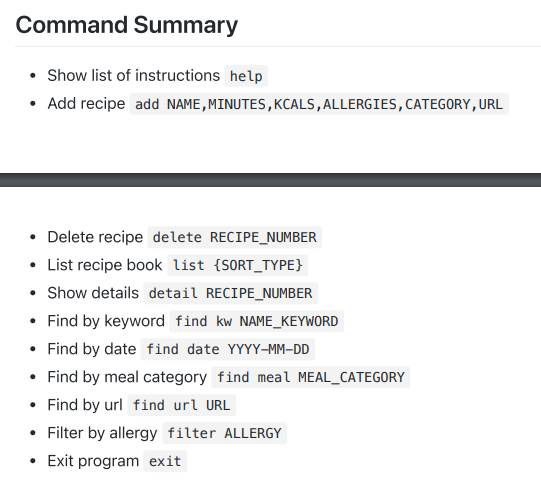 Command Summary
Show list of instructions help
Add recipe add NAME,MINUTES,KCALS,ALLERGIES,CATEGORY,URL
Delete recipe delete RECIPE_NUMBER
List recipe book list {SORT_TYPE}
Show details detail RECIPE_NUMBER
Find by keyword find kw NAME_KEYWORD
Find by date find date YYYY-MM-DD
Find by meal category find meal MEAL_CATEGORY
Find by url find url URL
Filter by allergy filter ALLERGY
Exit program exit